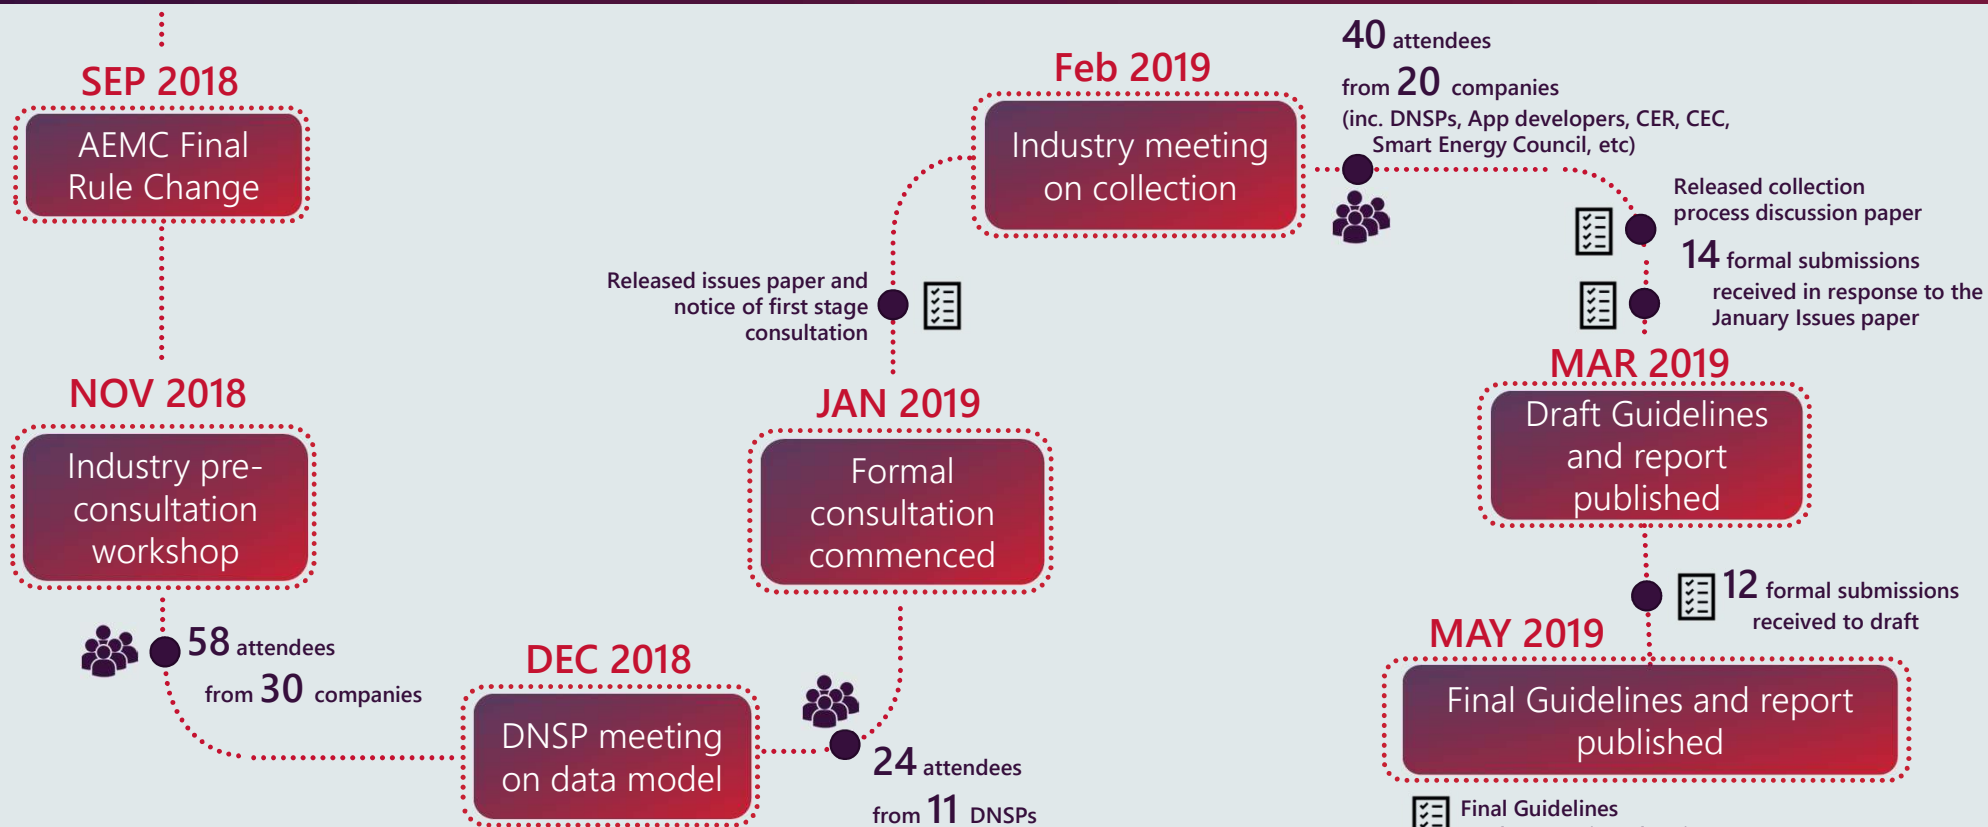 SEP 2018
AEMC Final
Rule Change
NOV 2018
Industry pre-
consultation
workshop
58 attendees
from 30 companies
DEC 2018
DNSP meeting
on data model
24 attendees
from 11 DNSPs
JAN 2019
Formal
consultation
commenced
Released issues paper and
notice of first stage
consultation
Feb 2019
Industry meeting
on collection
40 attendees
from 20 companies
(inc. DNSPs, App developers, CER, CEC,
Smart Energy Council, etc)
Released collection
process discussion paper
14 formal submissions
received in response to the
January Issues paper
MAR 2019
Draft Guidelines
and report
published
12 formal submissions
received to draft
MAY 2019
Final Guidelines and report
published
Final Guidelines